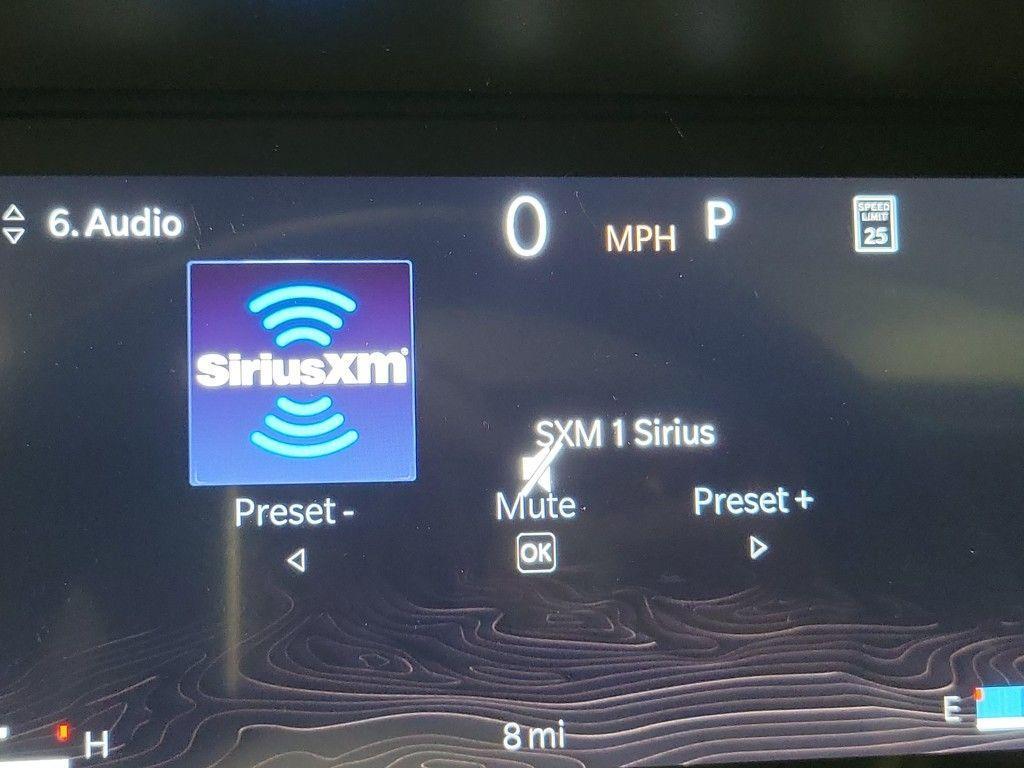 6. Audio
0 MPH P
SPEED
LIMIT
25
SiriusXM®
SXM 1 Sirius
Preset -
Mute
Preset +
OK
E
H
8 mi